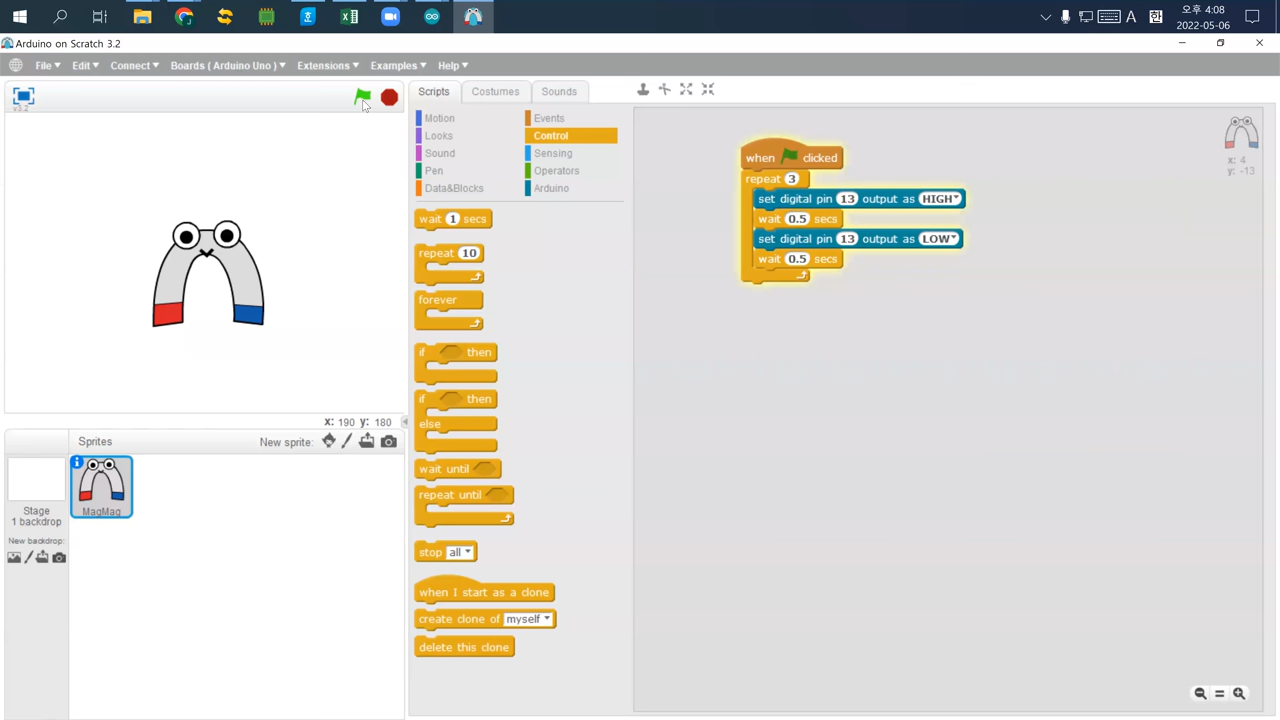 오후 4:08
A 한
2022-05-06
Arduino on Scratch 3.2
File Edit Connect Boards ( Arduino Uno ) Extensions Examples Help
v3.2
Scripts Costumes Sounds
Motion Events
Looks Control
Sound Sensing
Pen Operators
Data&Blocks Arduino
wait 1 secs
repeat 10
forever
if then
if then
else
wait until
repeat until
stop all
when I start as a clone
create clone of myself
delete this clone
when clicked
repeat 3
set digital pin 13 output as HIGH
wait 0.5 secs
set digital pin 13 output as LOW
wait 0.5 secs
x: 4
y: -13
x: 190 y: 180
Sprites New sprite:
MagMag
Stage
1 backdrop
New backdrop: